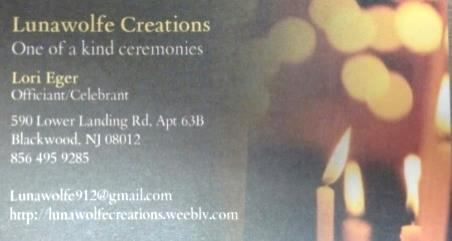 Lunawolfe Creations
One of a kind ceremonies
Lori Eger
Officiant/Celebrant
590 Lower Landing Rd, Apt 63B
Blackwood, NJ 08012
856 495 9285
Lunawolfe912@gmail.com
http://lunawolfecreations.weebly.com